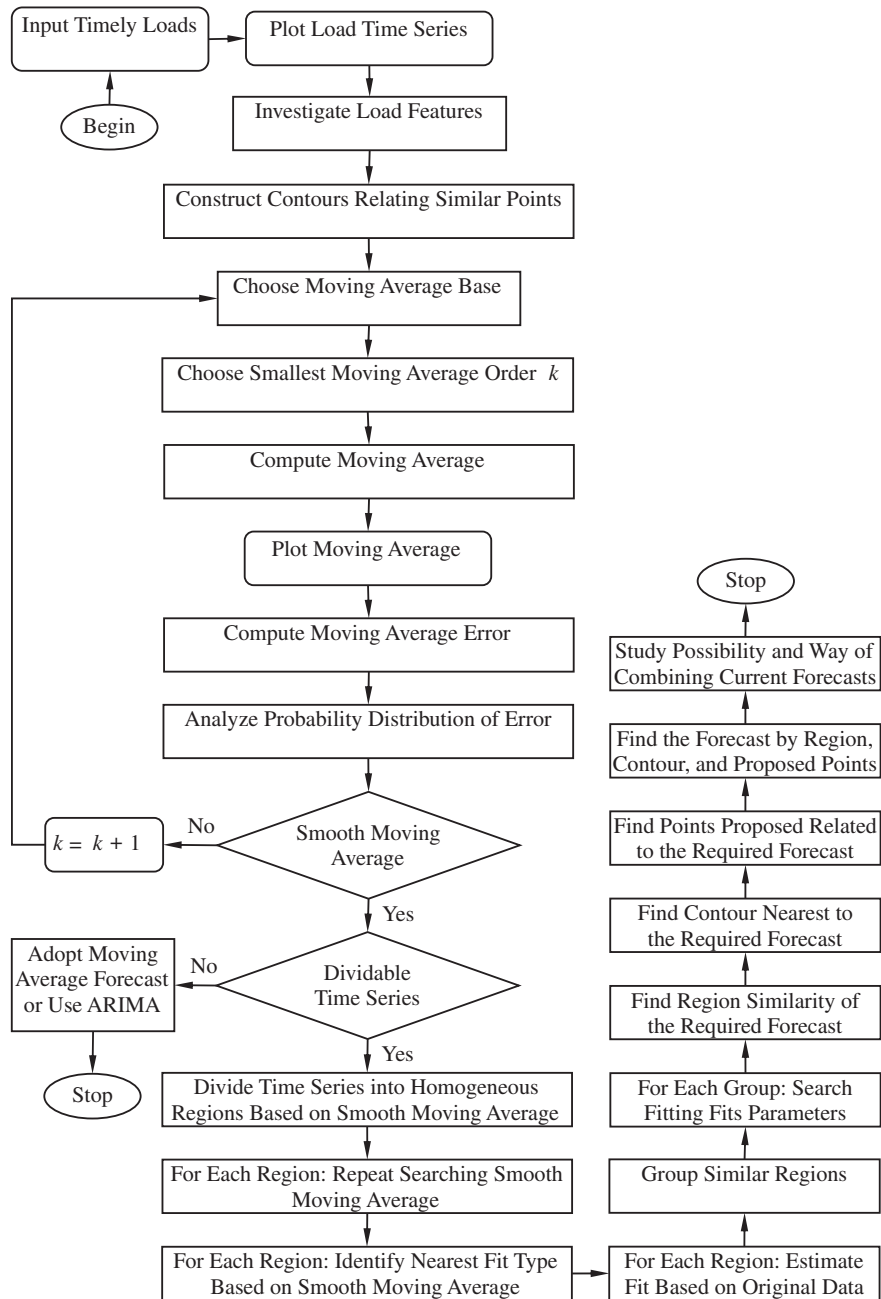 Input Timely Loads
Plot Load Time Series
Begin
Investigate Load Features
Construct Contours Relating Similar Points
Choose Moving Average Base
Choose Smallest Moving Average Order k
Compute Moving Average
Plot Moving Average
Compute Moving Average Error
Analyze Probability Distribution of Error
Smooth Moving
Average
No
k = k + 1
Yes
Dividable
Time Series
No
Adopt Moving
Average Forecast
or Use ARIMA
Stop
Yes
Divide Time Series into Homogeneous
Regions Based on Smooth Moving Average
For Each Region: Repeat Searching Smooth
Moving Average
For Each Region: Identify Nearest Fit Type
Based on Smooth Moving Average
For Each Region: Estimate
Fit Based on Original Data
Group Similar Regions
For Each Group: Search
Fitting Fits Parameters
Find Region Similarity of
the Required Forecast
Find Contour Nearest to
the Required Forecast
Find Points Proposed Related
to the Required Forecast
Find the Forecast by Region,
Contour, and Proposed Points
Study Possibility and Way of
Combining Current Forecasts
Stop